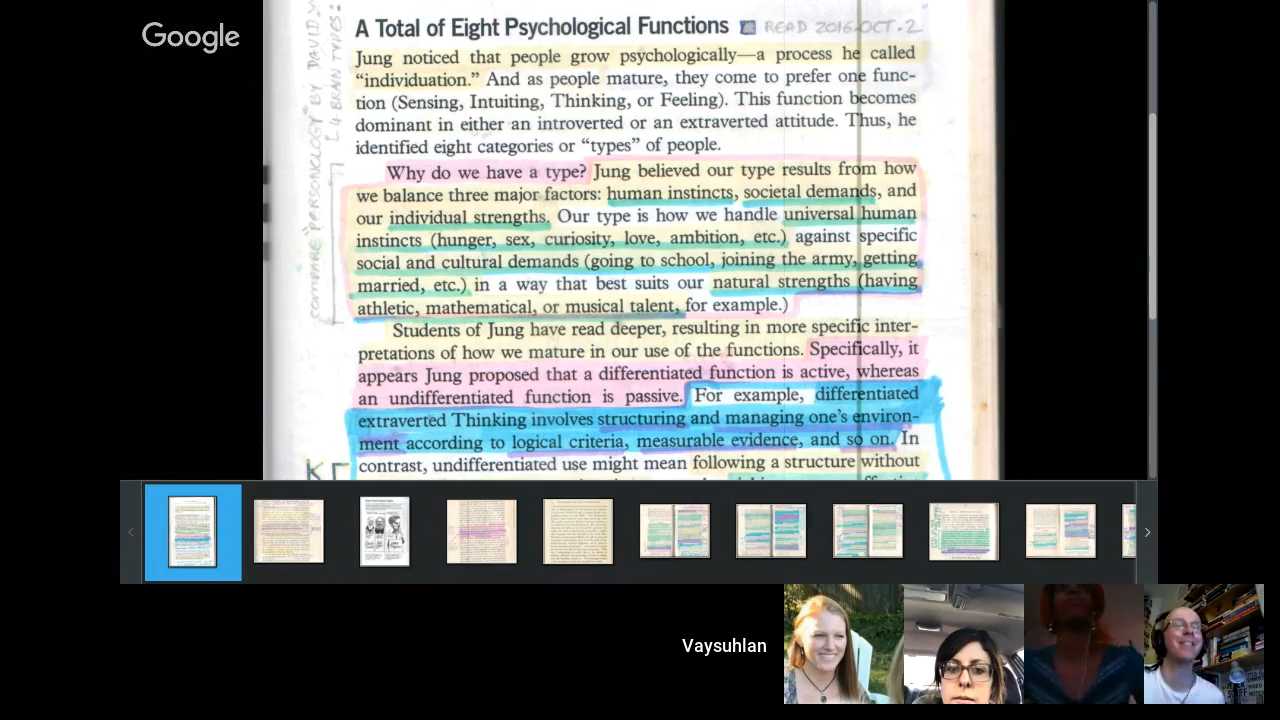 Google
A Total of Eight Psychological Functions READ 2016.OCT.2
Jung noticed that people grow psychologically—a process he called
“individuation.” And as people mature, they come to prefer one func-
tion (Sensing, Intuiting, Thinking, or Feeling). This function becomes
dominant in either an introverted or an extraverted attitude. Thus, he
identified eight categories or “types” of people.
Why do we have a type? Jung believed our type results from how
we balance three major factors: human instincts, societal demands, and
our individual strengths. Our type is how we handle universal human
instincts (hunger, sex, curiosity, love, ambition, etc.) against specific
social and cultural demands (going to school, joining the army, getting
married, etc.) in a way that best suits our natural strengths (having
athletic, mathematical, or musical talent, for example.)
Students of Jung have read deeper, resulting in more specific inter-
pretations of how we mature in our use of the functions. Specifically, it
appears Jung proposed that a differentiated function is active, whereas
an undifferentiated function is passive. For example, differentiated
extraverted Thinking involves structuring and managing one’s environ-
ment according to logical criteria, measurable evidence, and so on. In
contrast, undifferentiated use might mean following a structure without
COMPARE "PERSONOLOGY" BY DAVID
4 BRAIN TYPES:
Vaysuhlan